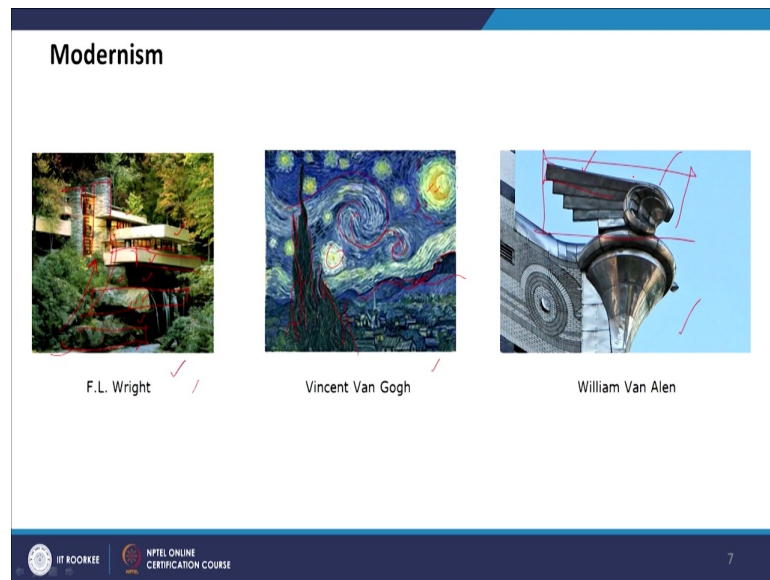 Modernism
F.L. Wright
Vincent Van Gogh
William Van Alen
IIT ROORKEE
NPTEL ONLINE
CERTIFICATION COURSE
7